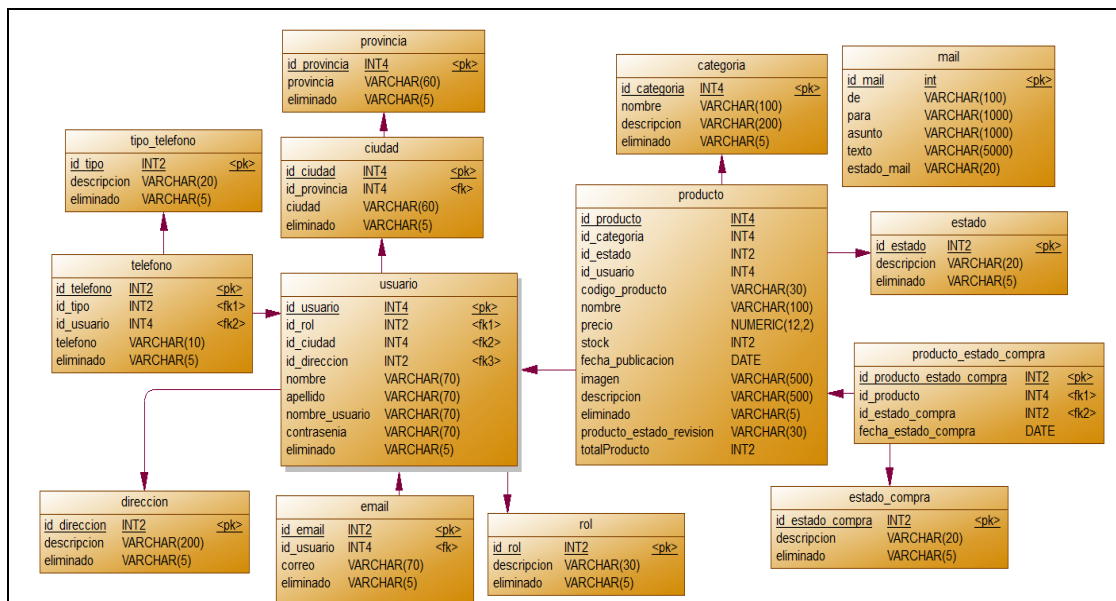 provincia
id_provincia INT4 <pk>
provincia VARCHAR(60)
eliminado VARCHAR(5)
categoria
id_categoria INT4 <pk>
nombre VARCHAR(100)
descripcion VARCHAR(200)
eliminado VARCHAR(5)
mail
id_mail int <pk>
de VARCHAR(100)
para VARCHAR(1000)
asunto VARCHAR(1000)
texto VARCHAR(5000)
estado_mail VARCHAR(20)
tipo_telefono
id_tipo INT2 <pk>
descripcion VARCHAR(20)
eliminado VARCHAR(5)
ciudad
id_ciudad INT4 <pk>
id_provincia INT4 <fk>
ciudad VARCHAR(60)
eliminado VARCHAR(5)
producto
id_producto INT4
id_categoria INT4
id_estado INT2
id_usuario INT4
codigo_producto VARCHAR(30)
nombre VARCHAR(100)
precio NUMERIC(12,2)
stock INT2
fecha_publicacion DATE
imagen VARCHAR(500)
descripcion VARCHAR(500)
eliminado VARCHAR(5)
producto_estado_revision VARCHAR(30)
totalProducto INT2
estado
id_estado INT2 <pk>
descripcion VARCHAR(20)
eliminado VARCHAR(5)
telefono
id_telefono INT2 <pk>
id_tipo INT2 <fk1>
id_usuario INT4 <fk2>
telefono VARCHAR(10)
eliminado VARCHAR(5)
usuario
id_usuario INT4 <pk>
id_rol INT2 <fk1>
id_ciudad INT4 <fk2>
id_direccion INT2 <fk3>
nombre VARCHAR(70)
apellido VARCHAR(70)
nombre_usuario VARCHAR(70)
contrasenia VARCHAR(70)
eliminado VARCHAR(5)
producto_estado_compra
id_producto_estado_compra INT2 <pk>
id_producto INT4 <fk1>
id_estado_compra INT2 <fk2>
fecha_estado_compra DATE
direccion
id_direccion INT2 <pk>
descripcion VARCHAR(200)
eliminado VARCHAR(5)
email
id_email INT2 <pk>
id_usuario INT4 <fk>
correo VARCHAR(70)
eliminado VARCHAR(5)
rol
id_rol INT2 <pk>
descripcion VARCHAR(30)
eliminado VARCHAR(5)
estado_compra
id_estado_compra INT2 <pk>
descripcion VARCHAR(20)
eliminado VARCHAR(5)